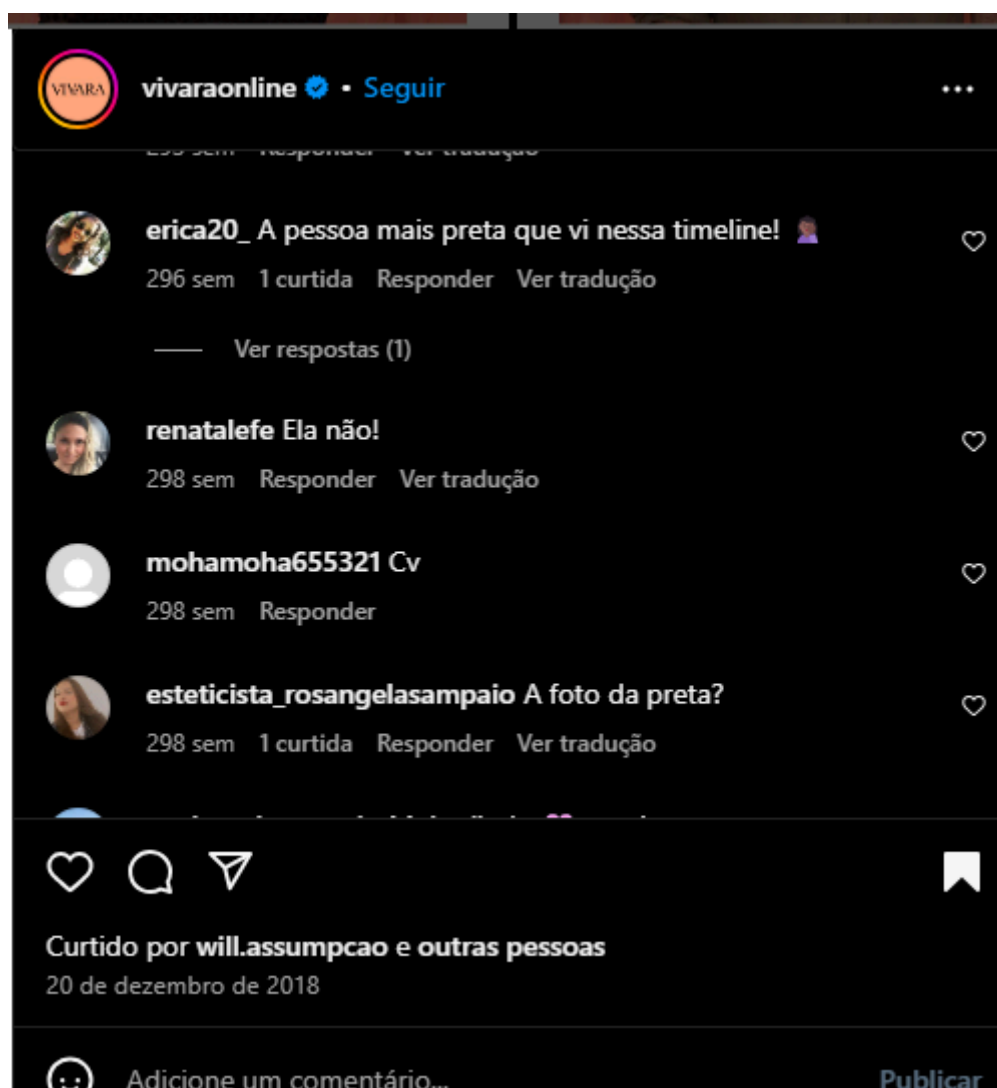 VIVARA
vivaraonline • Seguir
Responder Ver tradução
erica20_ A pessoa mais preta que vi nessa timeline! 🤦🏿‍♀️
296 sem 1 curtida Responder Ver tradução
Ver respostas (1)
renatalefe Ela não!
298 sem Responder Ver tradução
mohamoha655321 Cv
298 sem Responder
esteticista_rosangelasampaio A foto da preta?
298 sem 1 curtida Responder Ver tradução
Curtido por will.assumpcao e outras pessoas
20 de dezembro de 2018
Adicione um comentário...
Publicar